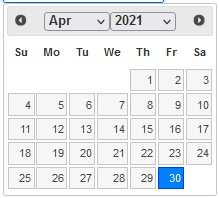 Apr 2021
Su Mo Tu We Th Fr Sa
1 2 3
4 5 6 7 8 9 10
11 12 13 14 15 16 17
18 19 20 21 22 23 24
25 26 27 28 29 30